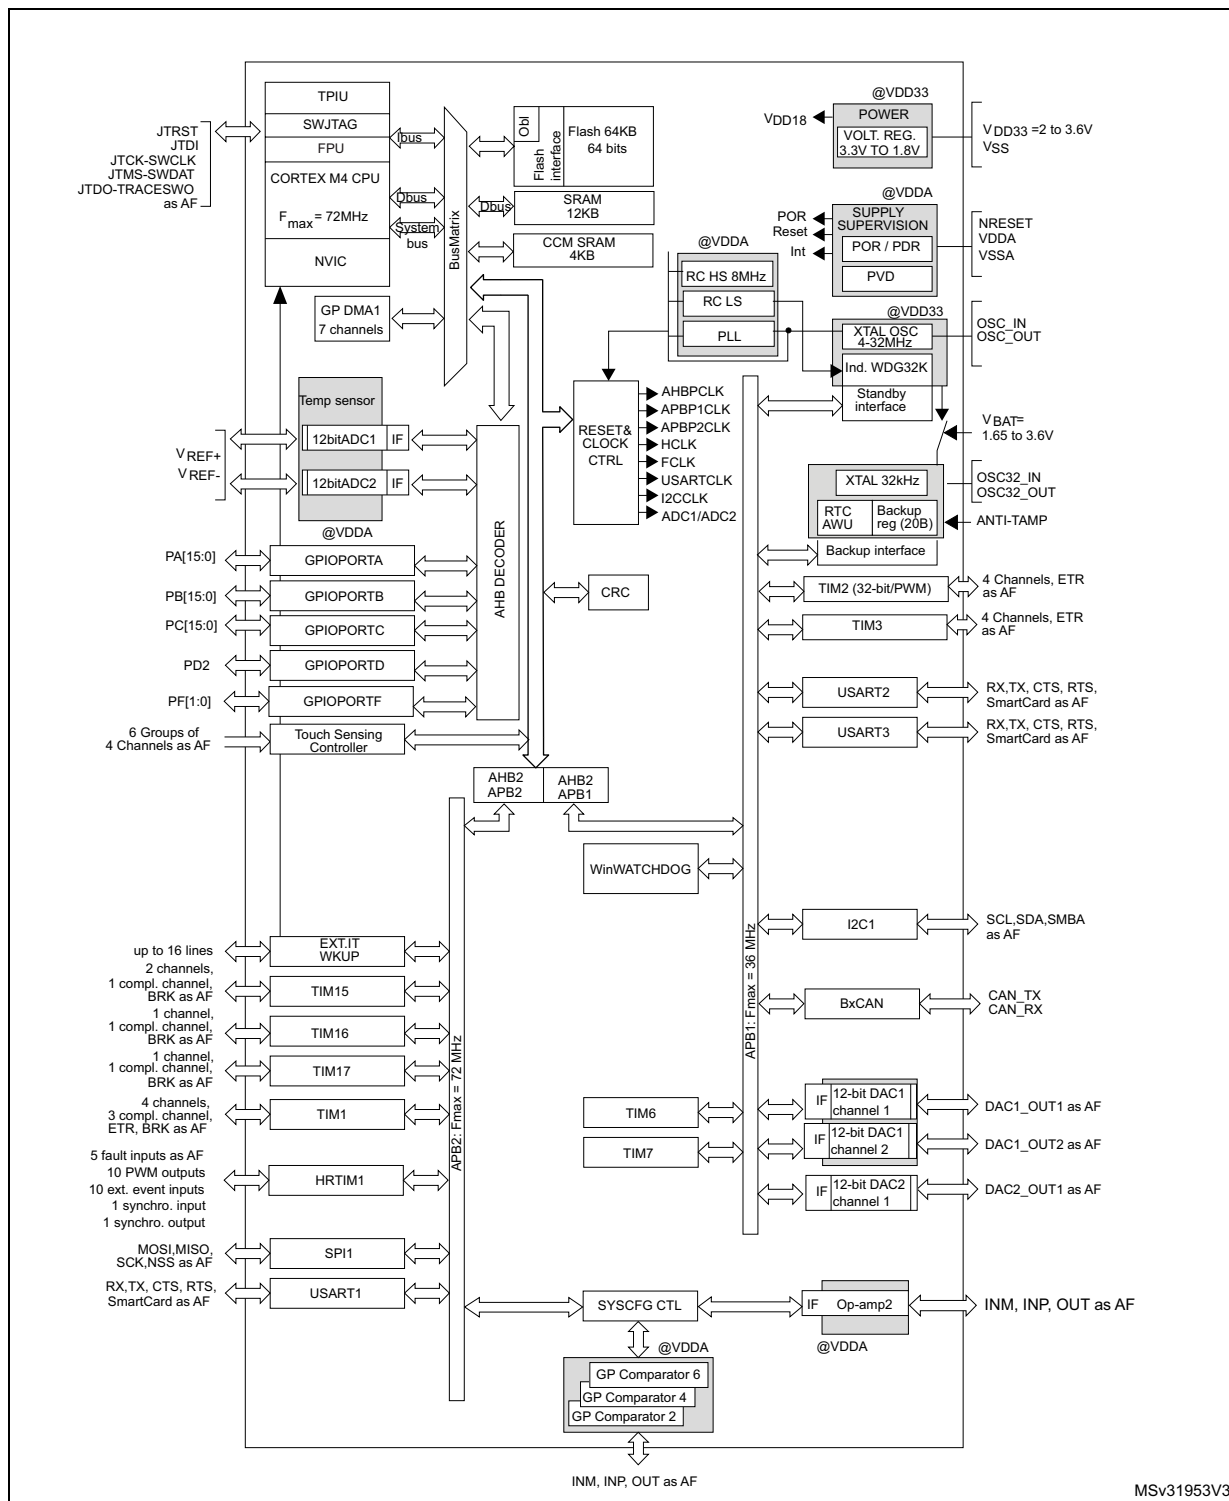 TPIU
SWJTAG
FPU
CORTEX M4 CPU
Fmax= 72MHz
NVIC
JTRST
JTDI
JTCK-SWCLK
JTMS-SWDAT
JTDO-TRACESWO
as AF
Ibus
Dbus
System
bus
BusMatrix
Obl
Flash
interface
Flash 64KB
64 bits
Dbus
SRAM
12KB
CCM SRAM
4KB
GP DMA1
7 channels
@VDD33
POWER
VOLT. REG.
3.3V TO 1.8V
VDD18
VDD33 =2 to 3.6V
VSS
@VDDA
SUPPLY
SUPERVISION
POR / PDR
PVD
POR
Reset
Int
NRESET
VDDA
VSSA
@VDDA
RC HS 8MHz
RC LS
PLL
@VDD33
XTAL OSC
4-32MHz
Ind. WDG32K
Standby
interface
OSC_IN
OSC_OUT
VBAT=
1.65 to 3.6V
XTAL 32kHz
RTC
AWU
Backup
reg (20B)
Backup interface
OSC32_IN
OSC32_OUT
ANTI-TAMP
RESET&
CLOCK
CTRL
AHBPCLK
APBP1CLK
APBP2CLK
HCLK
FCLK
USARTCLK
I2CCLK
ADC1/ADC2
Temp sensor
12bitADC1
IF
12bitADC2
IF
VREF+
VREF-
@VDDA
AHB DECODER
PA[15:0]
GPIOPORTA
PB[15:0]
GPIOPORTB
PC[15:0]
GPIOPORTC
PD2
GPIOPORTD
PF[1:0]
GPIOPORTF
6 Groups of
4 Channels as AF
Touch Sensing
Controller
CRC
TIM2 (32-bit/PWM)
4 Channels, ETR
as AF
TIM3
4 Channels, ETR
as AF
USART2
RX,TX, CTS, RTS,
SmartCard as AF
USART3
RX,TX, CTS, RTS,
SmartCard as AF
AHB2
APB2
AHB2
APB1
WinWATCHDOG
APB1: Fmax = 36 MHz
APB2: Fmax = 72 MHz
I2C1
SCL,SDA,SMBA
as AF
BxCAN
CAN_TX
CAN_RX
up to 16 lines
EXT.IT
WKUP
2 channels,
1 compl. channel,
BRK as AF
TIM15
1 channel,
1 compl. channel,
BRK as AF
TIM16
1 channel,
1 compl. channel,
BRK as AF
TIM17
4 channels,
3 compl. channel,
ETR, BRK as AF
TIM1
5 fault inputs as AF
10 PWM outputs
10 ext. event inputs
1 synchro. input
1 synchro. output
HRTIM1
MOSI,MISO,
SCK,NSS as AF
SPI1
RX,TX, CTS, RTS,
SmartCard as AF
USART1
TIM6
TIM7
IF
12-bit DAC1
channel 1
DAC1_OUT1 as AF
IF
12-bit DAC1
channel 2
DAC1_OUT2 as AF
IF
12-bit DAC2
channel 1
DAC2_OUT1 as AF
SYSCFG CTL
IF
Op-amp2
INM, INP, OUT as AF
@VDDA
@VDDA
GP Comparator 6
GP Comparator 4
GP Comparator 2
INM, INP, OUT as AF
MSv31953V3